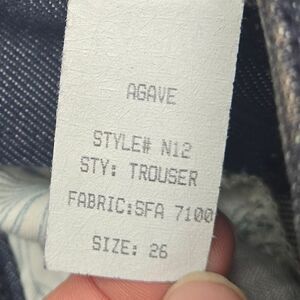 AGAVE
STYLE# N12
STY: TROUSER
FABRIC:SFA 7100
SIZE: 26